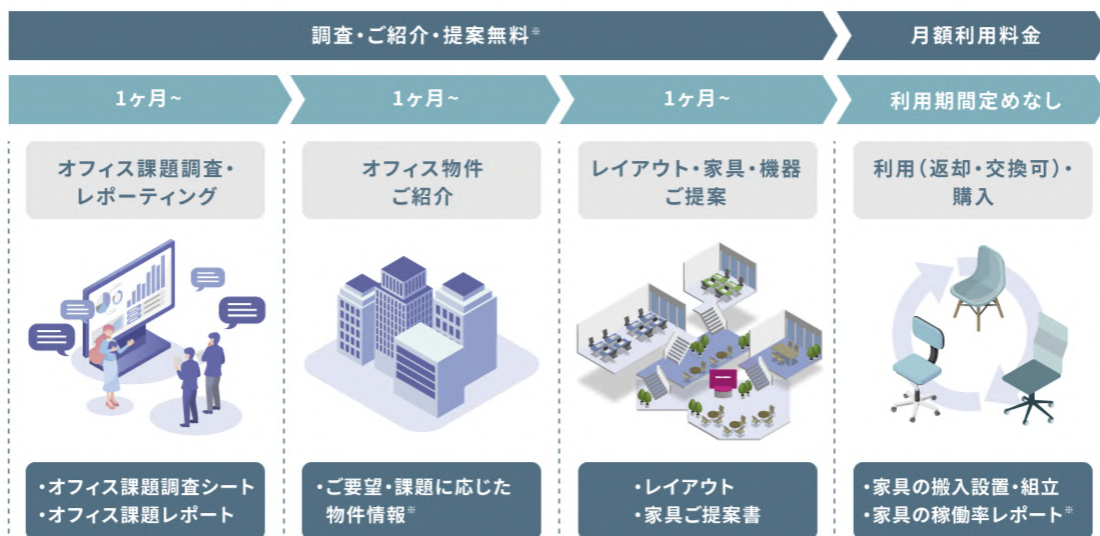 調査・ご紹介・提案無料※
月額利用料金
1ヶ月~
1ヶ月~
1ヶ月~
利用期間定めなし
オフィス課題調査・
レポーティング
オフィス物件
ご紹介
レイアウト・家具・機器
ご提案
利用(返却・交換可)・
購入
・オフィス課題調査シート
・オフィス課題レポート
・ご要望・課題に応じた
物件情報※
・レイアウト
・家具ご提案書
・家具の搬入設置・組立
・家具の稼働率レポート※